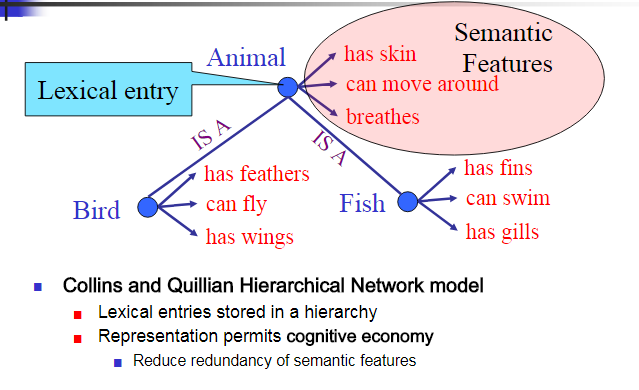 Semantic
Features
Animal
has skin
can move around
breathes
Lexical entry
IS A
IS A
has feathers
can fly
has wings
Bird
Fish
has fins
can swim
has gills
Collins and Quillian Hierarchical Network model
Lexical entries stored in a hierarchy
Representation permits cognitive economy
Reduce redundancy of semantic features